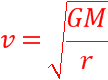 v = √(GM/r)